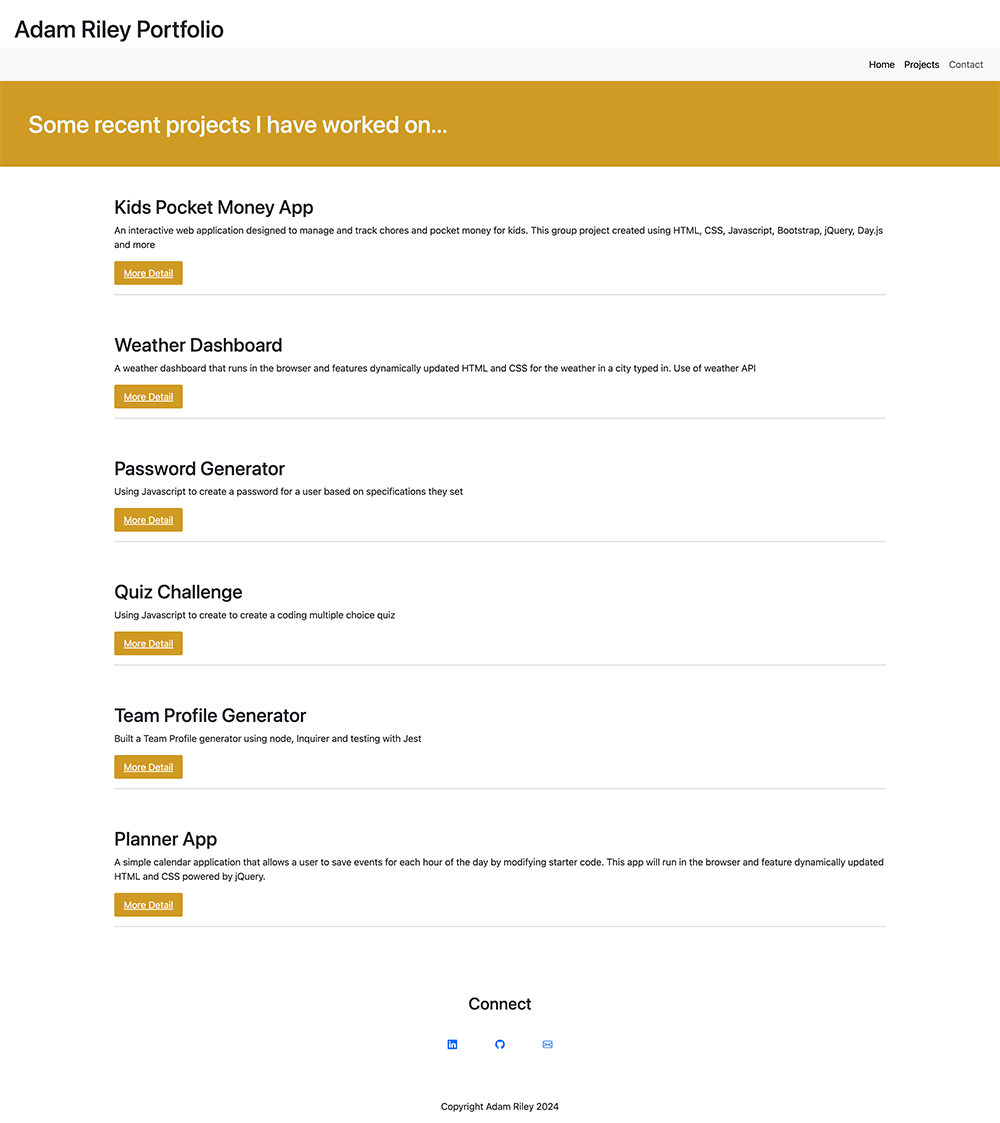 Adam Riley Portfolio
Home Projects Contact
Some recent projects I have worked on...
Kids Pocket Money App
An interactive web application designed to manage and track chores and pocket money for kids. This group project created using HTML, CSS, Javascript, Bootstrap, jQuery, Day.js
and more
More Detail
Weather Dashboard
A weather dashboard that runs in the browser and features dynamically updated HTML and CSS for the weather in a city typed in. Use of weather API
More Detail
Password Generator
Using Javascript to create a password for a user based on specifications they set
More Detail
Quiz Challenge
Using Javascript to create to create a coding multiple choice quiz
More Detail
Team Profile Generator
Built a Team Profile generator using node, Inquirer and testing with Jest
More Detail
Planner App
A simple calendar application that allows a user to save events for each hour of the day by modifying starter code. This app will run in the browser and feature dynamically updated
HTML and CSS powered by jQuery.
More Detail
Connect
Copyright Adam Riley 2024